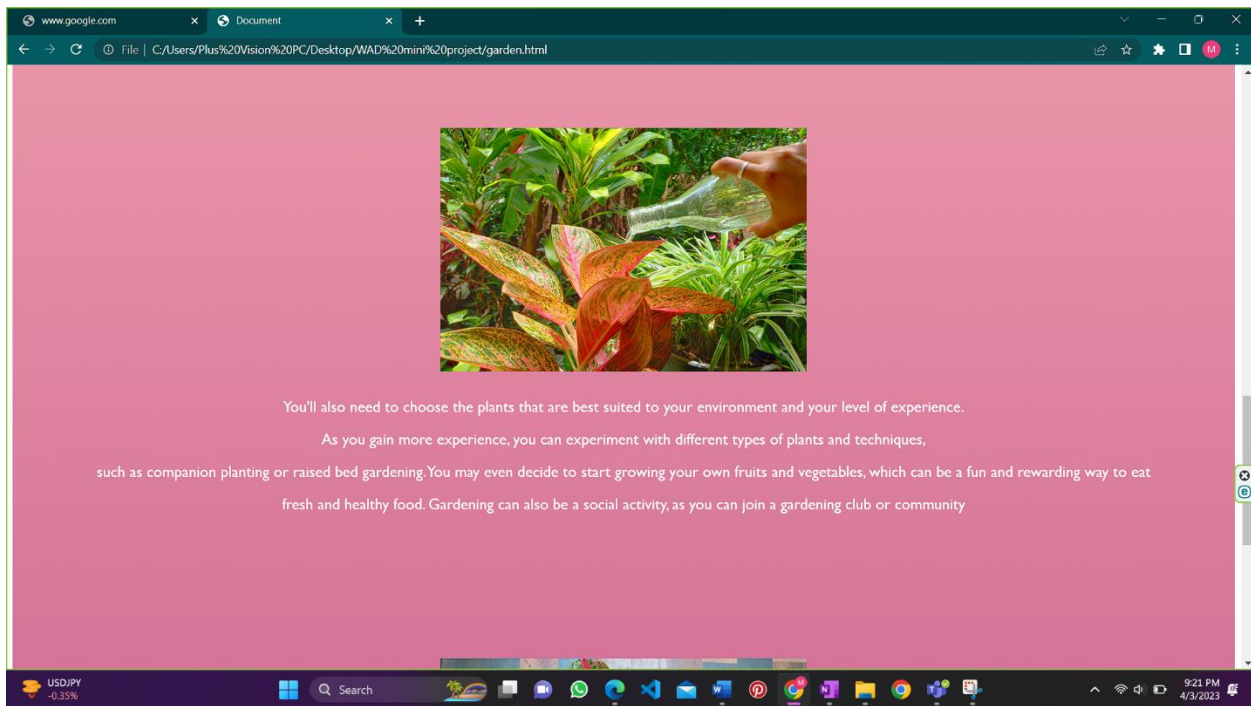 www.google.com
Document
File | C:/Users/Plus%20Vision%20PC/Desktop/WAD%20mini%20project/garden.html
M
You'll also need to choose the plants that are best suited to your environment and your level of experience.
As you gain more experience, you can experiment with different types of plants and techniques,
such as companion planting or raised bed gardening.You may even decide to start growing your own fruits and vegetables, which can be a fun and rewarding way to eat
fresh and healthy food. Gardening can also be a social activity, as you can join a gardening club or community
USDJPY
-0.35%
Search
9:21 PM
4/3/2023